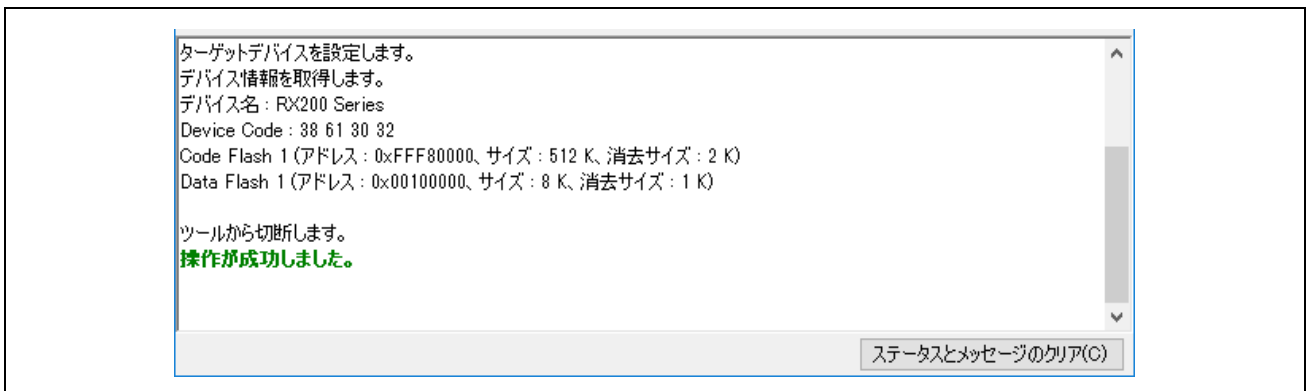 ターゲットデバイスを設定します。
デバイス情報を取得します。
デバイス名 : RX200 Series
Device Code : 38 61 30 32
Code Flash 1 (アドレス : 0xFFF80000、サイズ : 512 K、消去サイズ : 2 K)
Data Flash 1 (アドレス : 0x00100000、サイズ : 8 K、消去サイズ : 1 K)
ツールから切断します。
操作が成功しました。
ステータスとメッセージのクリア(C)